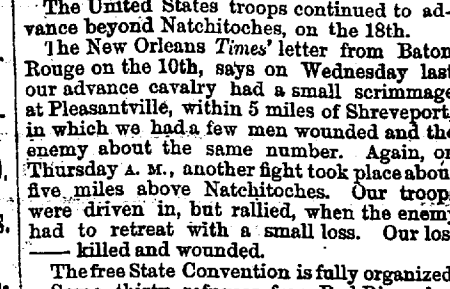 The United States troops continued to ad-
vance beyond Natchitoches, on the 18th.
The New Orleans Times' letter from Baton
Rouge on the 10th, says on Wednesday last
our advance cavalry had a small scrimmage
at Pleasantville, within 5 miles of Shreveport,
in which we had a few men wounded and the
enemy about the same number. Again, on
Thursday A. M., another fight took place about
five miles above Natchitoches. Our troop
were driven in, but rallied, when the enemy
had to retreat with a small loss. Our los
—— killed and wounded.
The free State Convention is fully organized
Some thirty